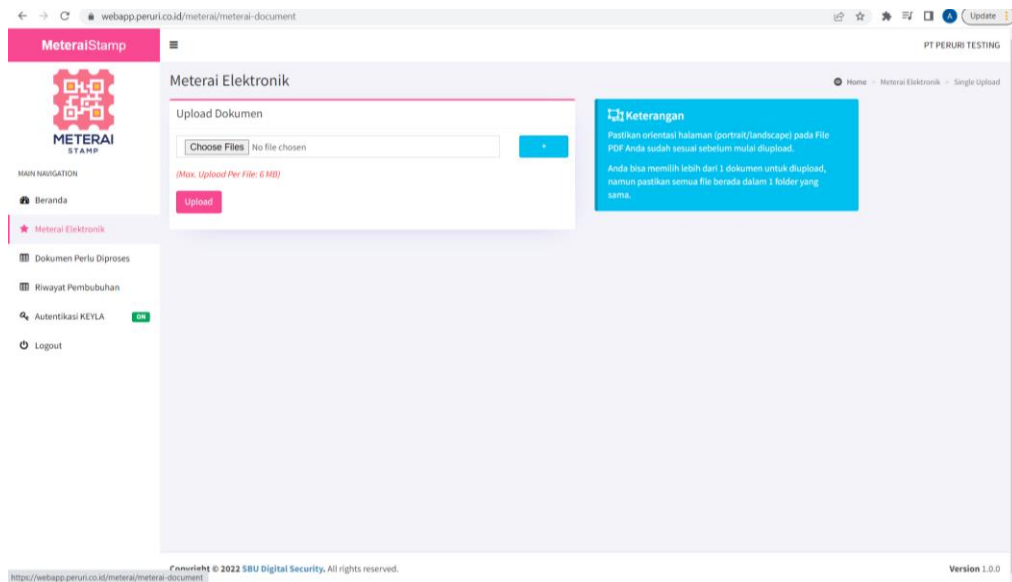 webapp.peruri.co.id/meterai/meterai-document
Update
MeteraiStamp
PT PERURI TESTING
METERAI
STAMP
MAIN NAVIGATION
Beranda
Meterai Elektronik
Dokumen Perlu Diproses
Riwayat Pembubuhan
Autentikasi KEYLA ON
Logout
Meterai Elektronik
Home - Meterai Elektronik - Single Upload
Upload Dokumen
Choose Files No file chosen
+
(Max. Upload Per File: 6 MB)
Upload
Keterangan
Pastikan orientasi halaman (portrait/landscape) pada File
PDF Anda sudah sesuai sebelum mulai diupload.
Anda bisa memilih lebih dari 1 dokumen untuk diupload,
namun pastikan semua file berada dalam 1 folder yang
sama.
Copyright © 2022 SBU Digital Security. All rights reserved.
Version 1.0.0
https://webapp.peruri.co.id/meterai/meterai-document